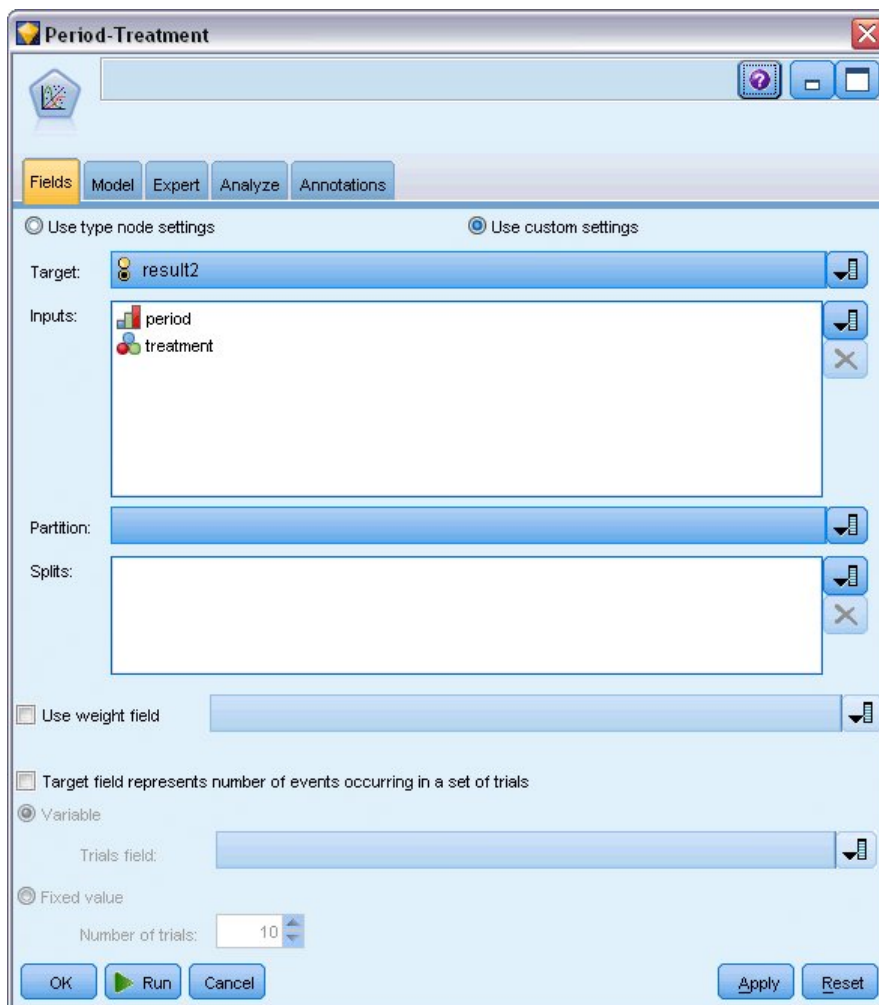 Period-Treatment
Fields Model Expert Analyze Annotations
Use type node settings Use custom settings
Target: result2
Inputs: period
treatment
Partition:
Splits:
Use weight field
Target field represents number of events occurring in a set of trials
Variable
Trials field:
Fixed value
Number of trials: 10
OK Run Cancel Apply Reset